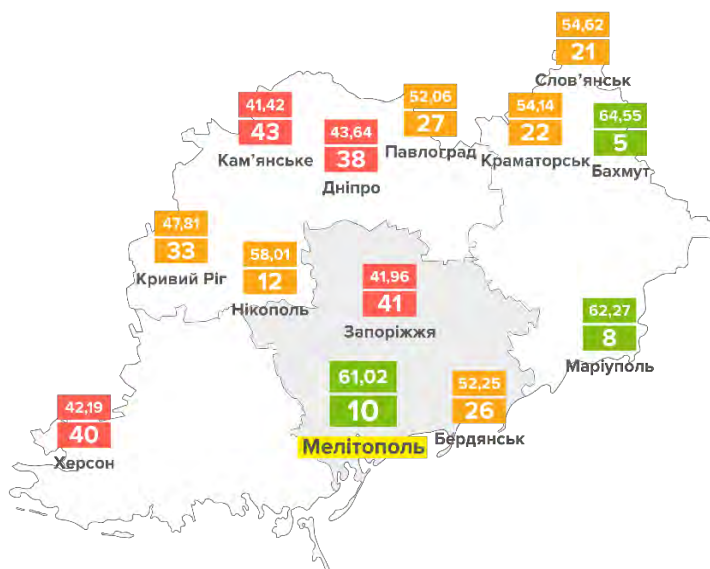 54,62
21
Слов’янськ
41,42
43
Кам’янське
43,64
38
Дніпро
52,06
27
Павлоград
54,14
22
Краматорськ
64,55
5
Бахмут
47,81
33
Кривий Ріг
58,01
12
Нікополь
41,96
41
Запоріжжя
62,27
8
Маріуполь
61,02
10
Мелітополь
52,25
26
Бердянськ
42,19
40
Херсон